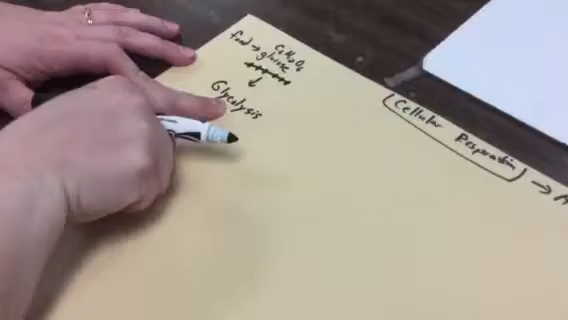 C₆H₁₂O₆
food → glucose
↓
Glycolysis
Cellular Respiration → A